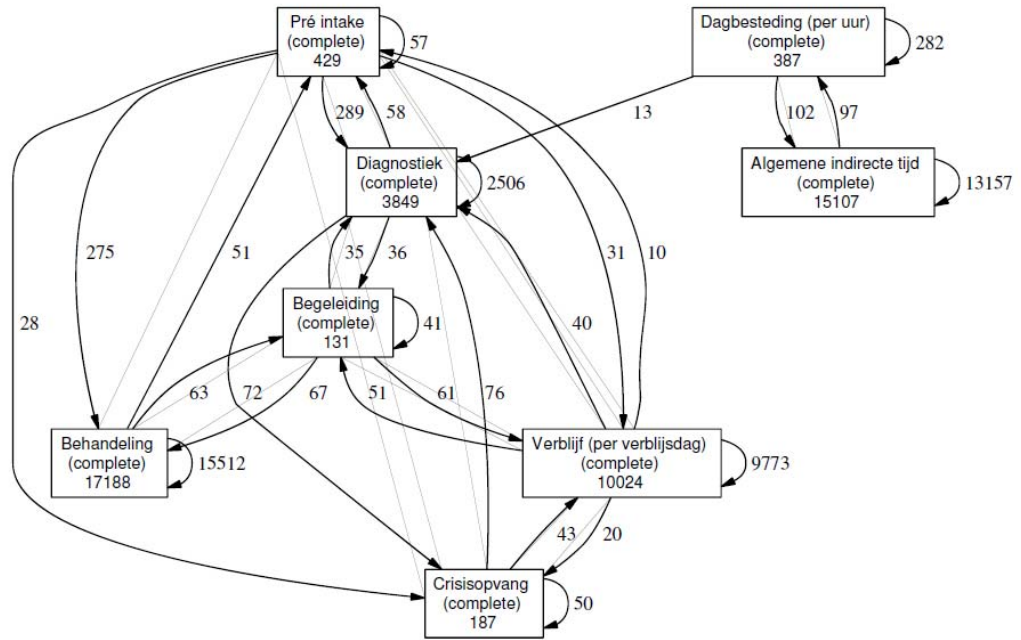 Pré intake
(complete)
429
57
Dagbesteding (per uur)
(complete)
387
282
289
58
13
102
97
Diagnostiek
(complete)
3849
2506
Algemene indirecte tijd
(complete)
15107
13157
275
51
35
36
31
10
28
Begeleiding
(complete)
131
41
40
63
72
67
51
61
76
Behandeling
(complete)
17188
15512
Verblijf (per verblijsdag)
(complete)
10024
9773
43
20
Crisisopvang
(complete)
187
50